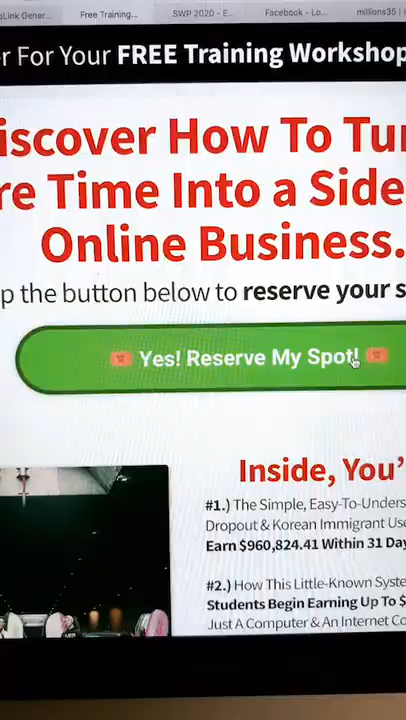 oLink Gener...
Free Training...
SWP 2020 - E...
Facebook - Lo...
millions35 |
er For Your FREE Training Workshop
iscover How To Tur
re Time Into a Side
Online Business.
p the button below to reserve your s
Yes! Reserve My Spot!
Inside, You'
#1.) The Simple, Easy-To-Unders
Dropout & Korean Immigrant Use
Earn $960,824.41 Within 31 Day
#2.) How This Little-Known Syste
Students Begin Earning Up To $
Just A Computer & An Internet Co